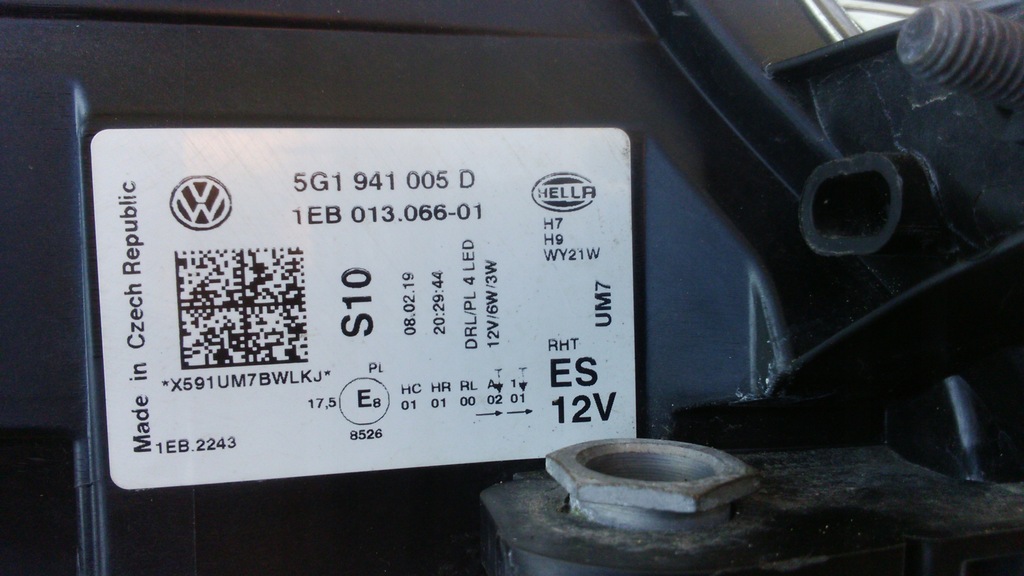 Made in Czech Republic
VW
5G1 941 005 D
1EB 013.066-01
HELLA
H7
H9
WY21W
S10
08.02.19
20:29:44
DRL/PL 4 LED
12V/6W/3W
UM7
*X591UM7BWLKJ*
1EB.2243
PL
17,5
E8
8526
HC HR RL A 1
01 01 00 02 01
RHT
ES
12V